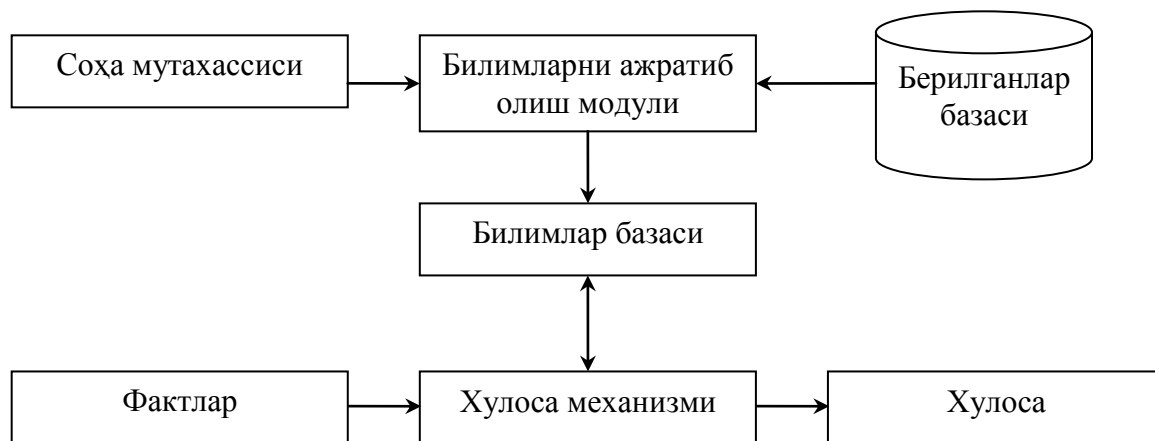 Соҳа мутахассиси
Билимларни ажратиб
олиш модули
Берилганлар
базаси
Билимлар базаси
Фактлар
Хулоса механизми
Хулоса